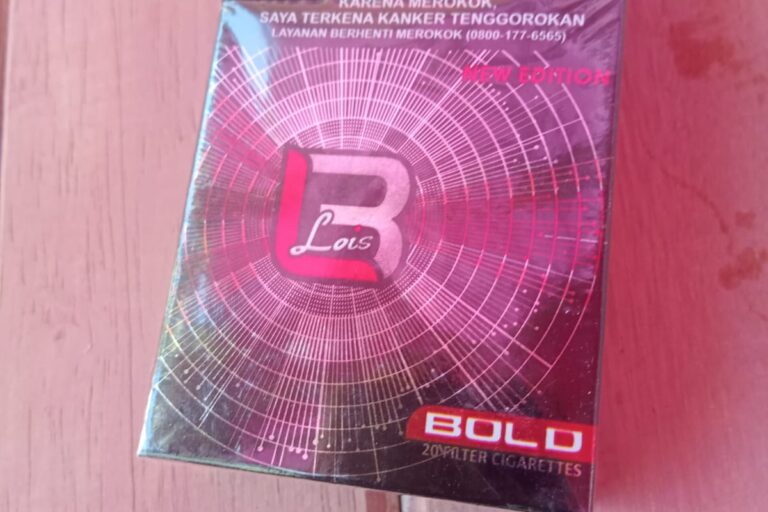 KARENA MEROKOK,
SAYA TERKENA KANKER TENGGOROKAN
LAYANAN BERHENTI MEROKOK (0800-177-6565)
NEW EDITION
LB
Lois
BOLD
20 FILTER CIGARETTES